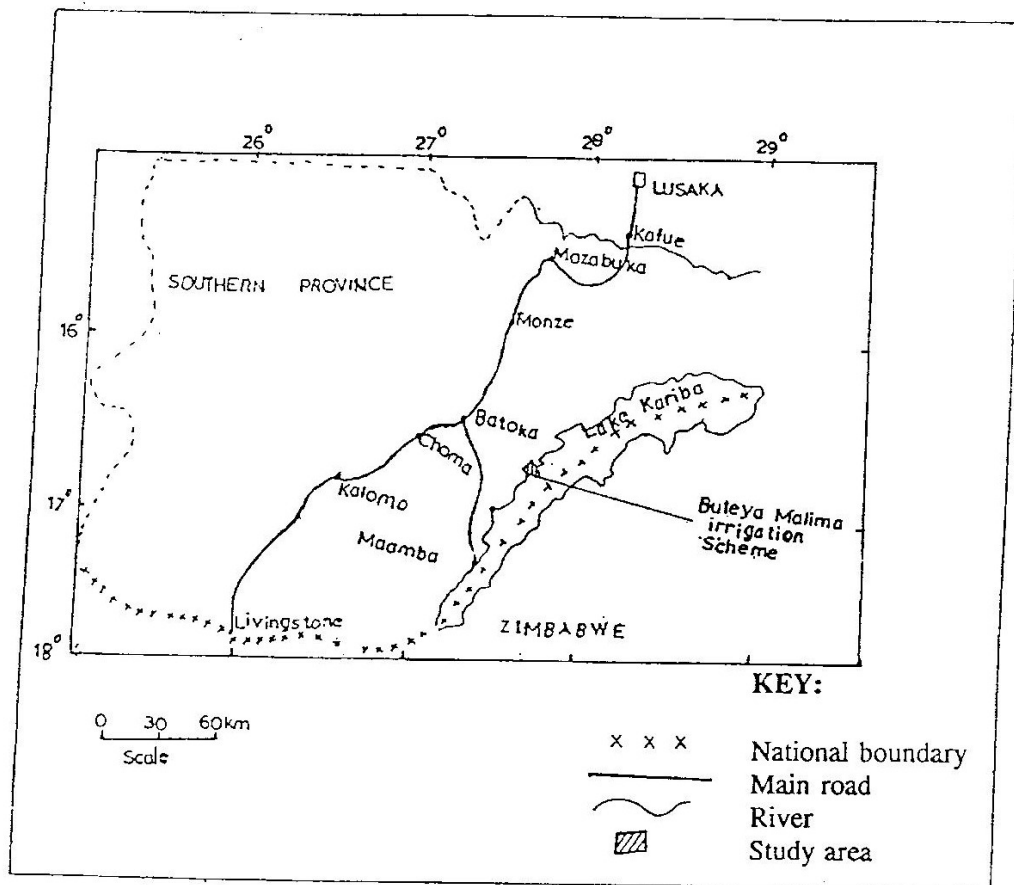 26° 27° 28° 29°
LUSAKA
Kafue
Mazabuka
SOUTHERN PROVINCE
16°
Monze
Lake Kariba
Batoka
Choma
Kalomo
17°
Buteya Malima
irrigation
Scheme
Maamba
Livingstone
ZIMBABWE
18°
KEY:
0 30 60km
Scale
x x x National boundary
Main road
River
Study area